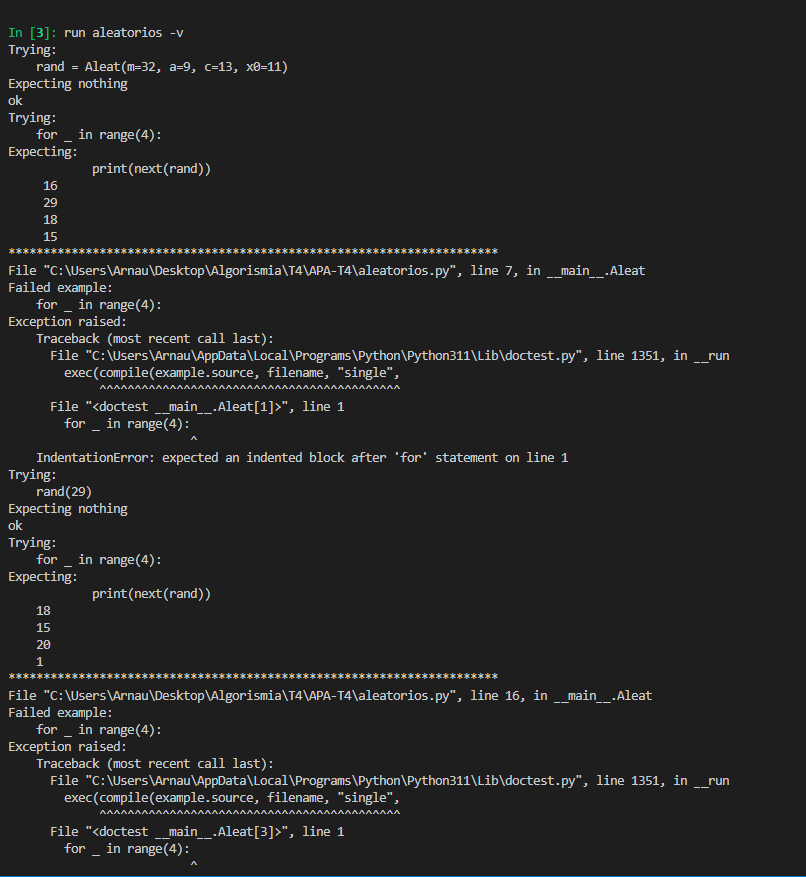 In [3]: run aleatorios -v
Trying:
    rand = Aleat(m=32, a=9, c=13, x0=11)
Expecting nothing
ok
Trying:
    for _ in range(4):
Expecting:
            print(next(rand))
     16
     29
     18
     15
**********************************************************************
File "C:\Users\Arnau\Desktop\Algorismia\T4\APA-T4\aleatorios.py", line 7, in __main__.Aleat
Failed example:
    for _ in range(4):
Exception raised:
    Traceback (most recent call last):
      File "C:\Users\Arnau\AppData\Local\Programs\Python\Python311\Lib\doctest.py", line 1351, in __run
        exec(compile(example.source, filename, "single",
             ^^^^^^^^^^^^^^^^^^^^^^^^^^^^^^^^^^^^^^^^^^^
      File "<doctest __main__.Aleat[1]>", line 1
        for _ in range(4):
                          ^
    IndentationError: expected an indented block after 'for' statement on line 1
Trying:
    rand(29)
Expecting nothing
ok
Trying:
    for _ in range(4):
Expecting:
            print(next(rand))
    18
    15
    20
    1
**********************************************************************
File "C:\Users\Arnau\Desktop\Algorismia\T4\APA-T4\aleatorios.py", line 16, in __main__.Aleat
Failed example:
    for _ in range(4):
Exception raised:
    Traceback (most recent call last):
      File "C:\Users\Arnau\AppData\Local\Programs\Python\Python311\Lib\doctest.py", line 1351, in __run
        exec(compile(example.source, filename, "single",
             ^^^^^^^^^^^^^^^^^^^^^^^^^^^^^^^^^^^^^^^^^^^
      File "<doctest __main__.Aleat[3]>", line 1
        for _ in range(4):
                          ^